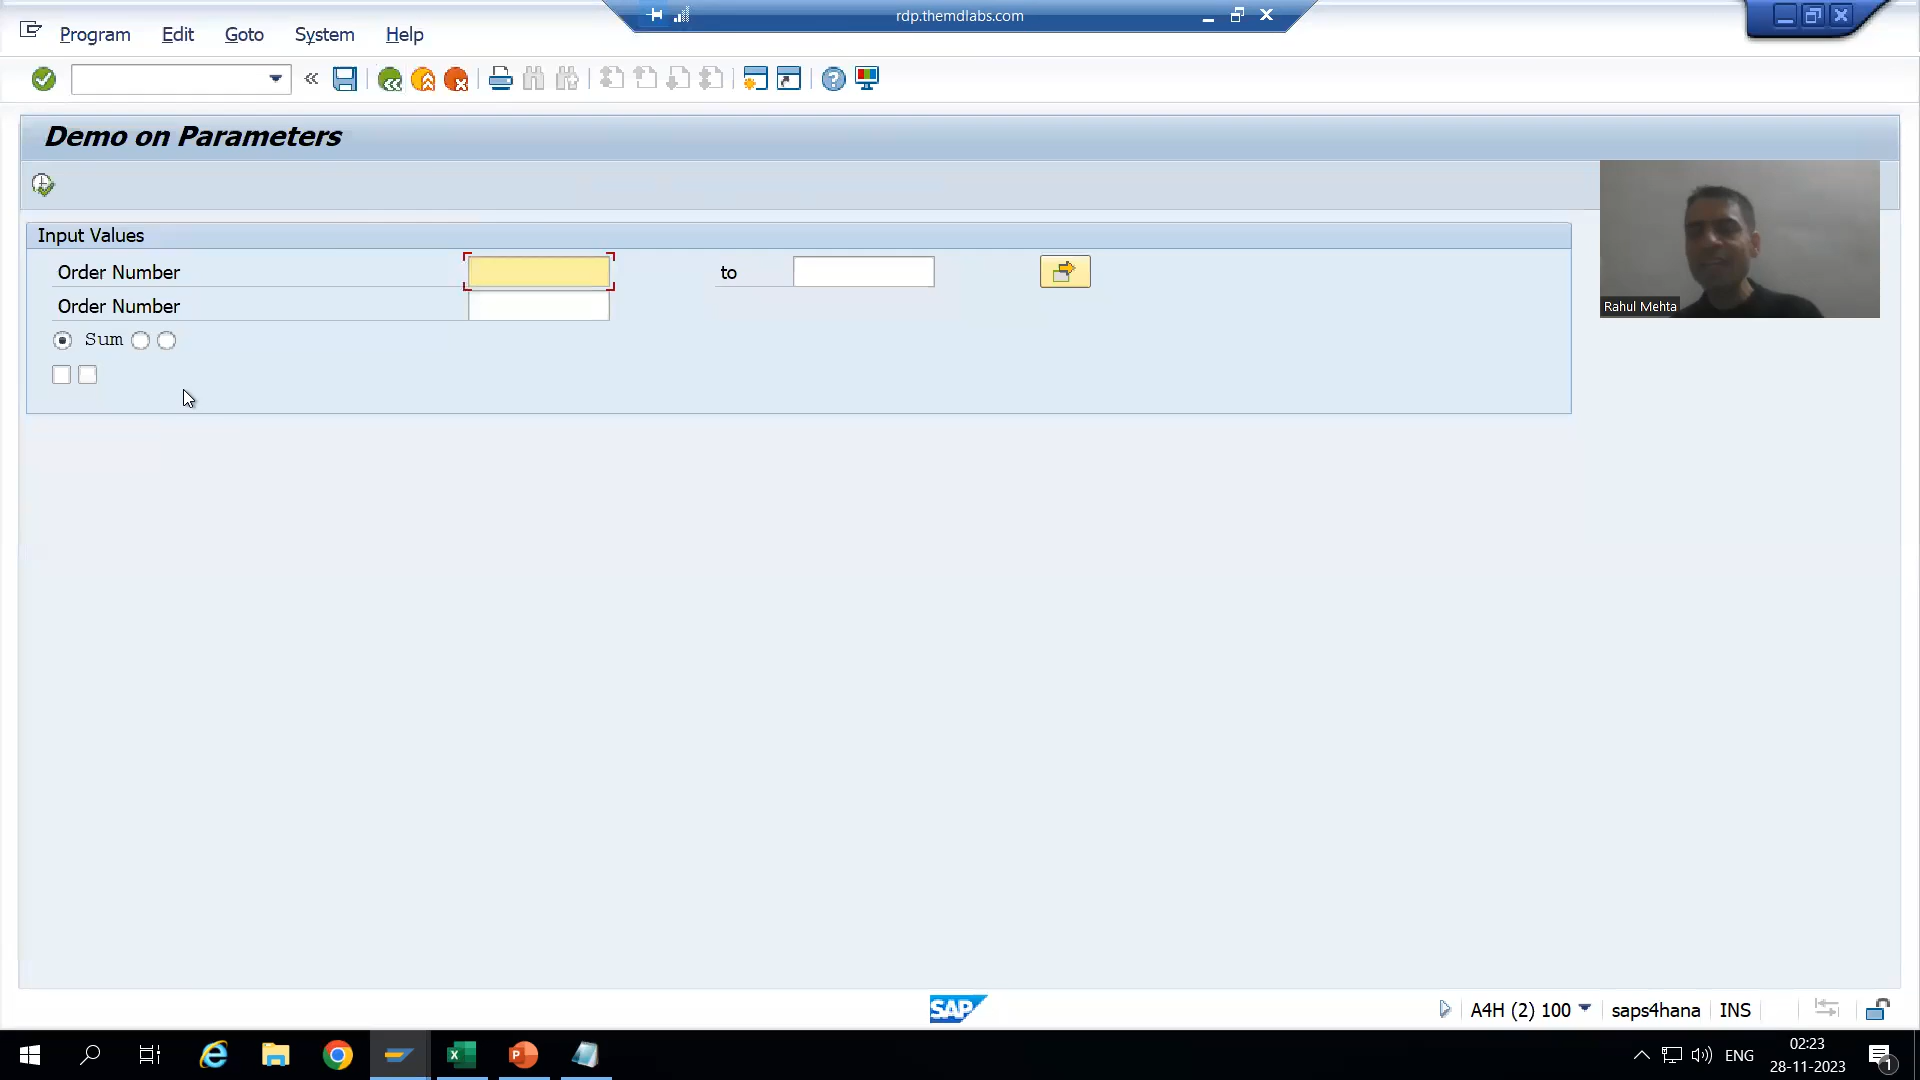 rdp.themdlabs.com
Program Edit Goto System Help
Demo on Parameters
Rahul Mehta
Input Values
Order Number to
Order Number
Sum
SAP
A4H (2) 100 saps4hana INS
ENG
02:23
28-11-2023
1